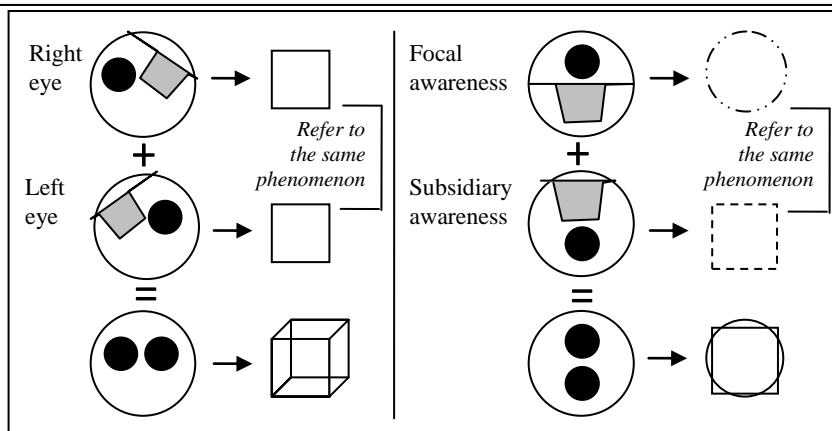 Right
eye
Refer to
the same
phenomenon
+
Left
eye
=
Focal
awareness
Refer to
the same
phenomenon
+
Subsidiary
awareness
=